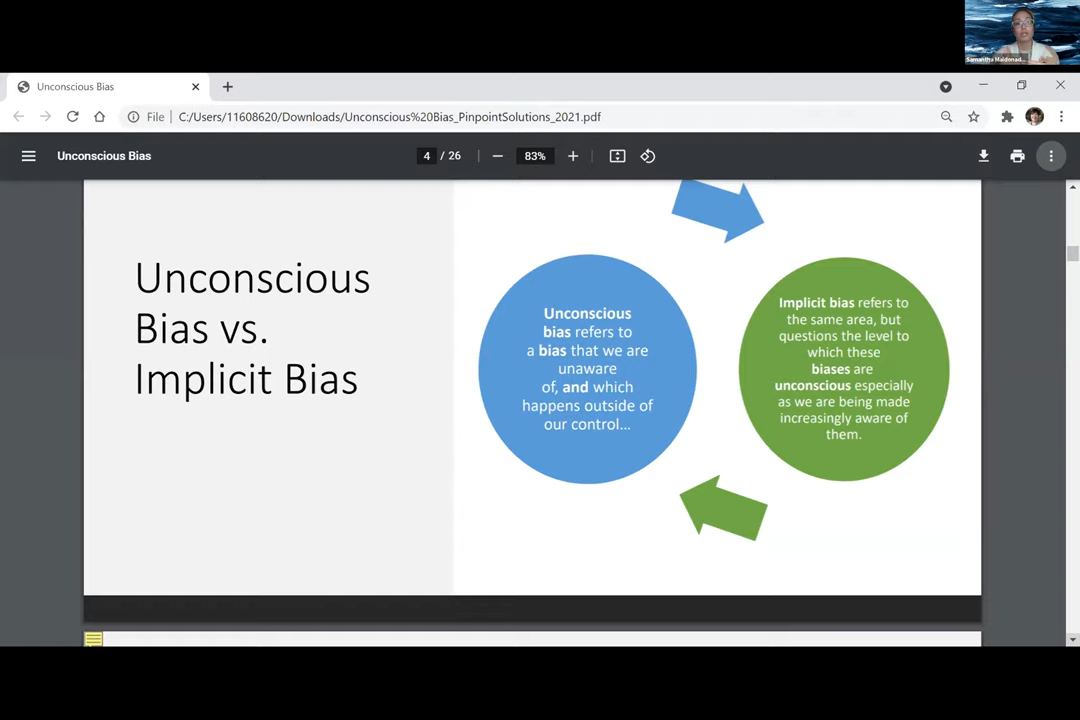 Samantha Maldonad...
Unconscious Bias
File
C:/Users/11608620/Downloads/Unconscious%20Bias_PinpointSolutions_2021.pdf
Unconscious Bias
4 / 26
83%
Unconscious
Bias vs.
Implicit Bias
Unconscious
bias refers to
a bias that we are
unaware
of, and which
happens outside of
our control...
Implicit bias refers to
the same area, but
questions the level to
which these
biases are
unconscious especially
as we are being made
increasingly aware of
them.